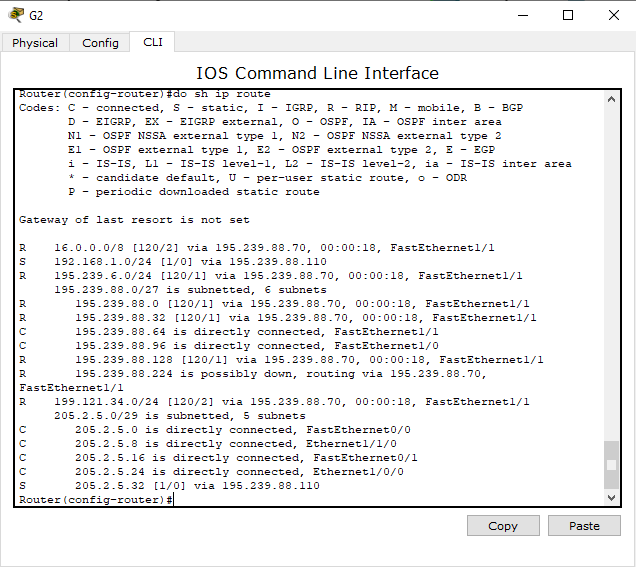 G2
Physical Config CLI
IOS Command Line Interface
Router(config-router)#do sh ip route
Codes: C - connected, S - static, I - IGRP, R - RIP, M - mobile, B - BGP
       D - EIGRP, EX - EIGRP external, O - OSPF, IA - OSPF inter area
       N1 - OSPF NSSA external type 1, N2 - OSPF NSSA external type 2
       E1 - OSPF external type 1, E2 - OSPF external type 2, E - EGP
       i - IS-IS, L1 - IS-IS level-1, L2 - IS-IS level-2, ia - IS-IS inter area
       * - candidate default, U - per-user static route, o - ODR
       P - periodic downloaded static route
Gateway of last resort is not set
R    16.0.0.0/8 [120/2] via 195.239.88.70, 00:00:18, FastEthernet1/1
S    192.168.1.0/24 [1/0] via 195.239.88.110
R    195.239.6.0/24 [120/1] via 195.239.88.70, 00:00:18, FastEthernet1/1
     195.239.88.0/27 is subnetted, 6 subnets
R       195.239.88.0 [120/1] via 195.239.88.70, 00:00:18, FastEthernet1/1
R       195.239.88.32 [120/1] via 195.239.88.70, 00:00:18, FastEthernet1/1
C       195.239.88.64 is directly connected, FastEthernet1/1
C       195.239.88.96 is directly connected, FastEthernet1/0
R       195.239.88.128 [120/1] via 195.239.88.70, 00:00:18, FastEthernet1/1
R       195.239.88.224 is possibly down, routing via 195.239.88.70,
FastEthernet1/1
R    199.121.34.0/24 [120/2] via 195.239.88.70, 00:00:18, FastEthernet1/1
     205.2.5.0/29 is subnetted, 5 subnets
C       205.2.5.0 is directly connected, FastEthernet0/0
C       205.2.5.8 is directly connected, Ethernet1/1/0
C       205.2.5.16 is directly connected, FastEthernet0/1
C       205.2.5.24 is directly connected, Ethernet1/0/0
S       205.2.5.32 [1/0] via 195.239.88.110
Router(config-router)#
Copy Paste